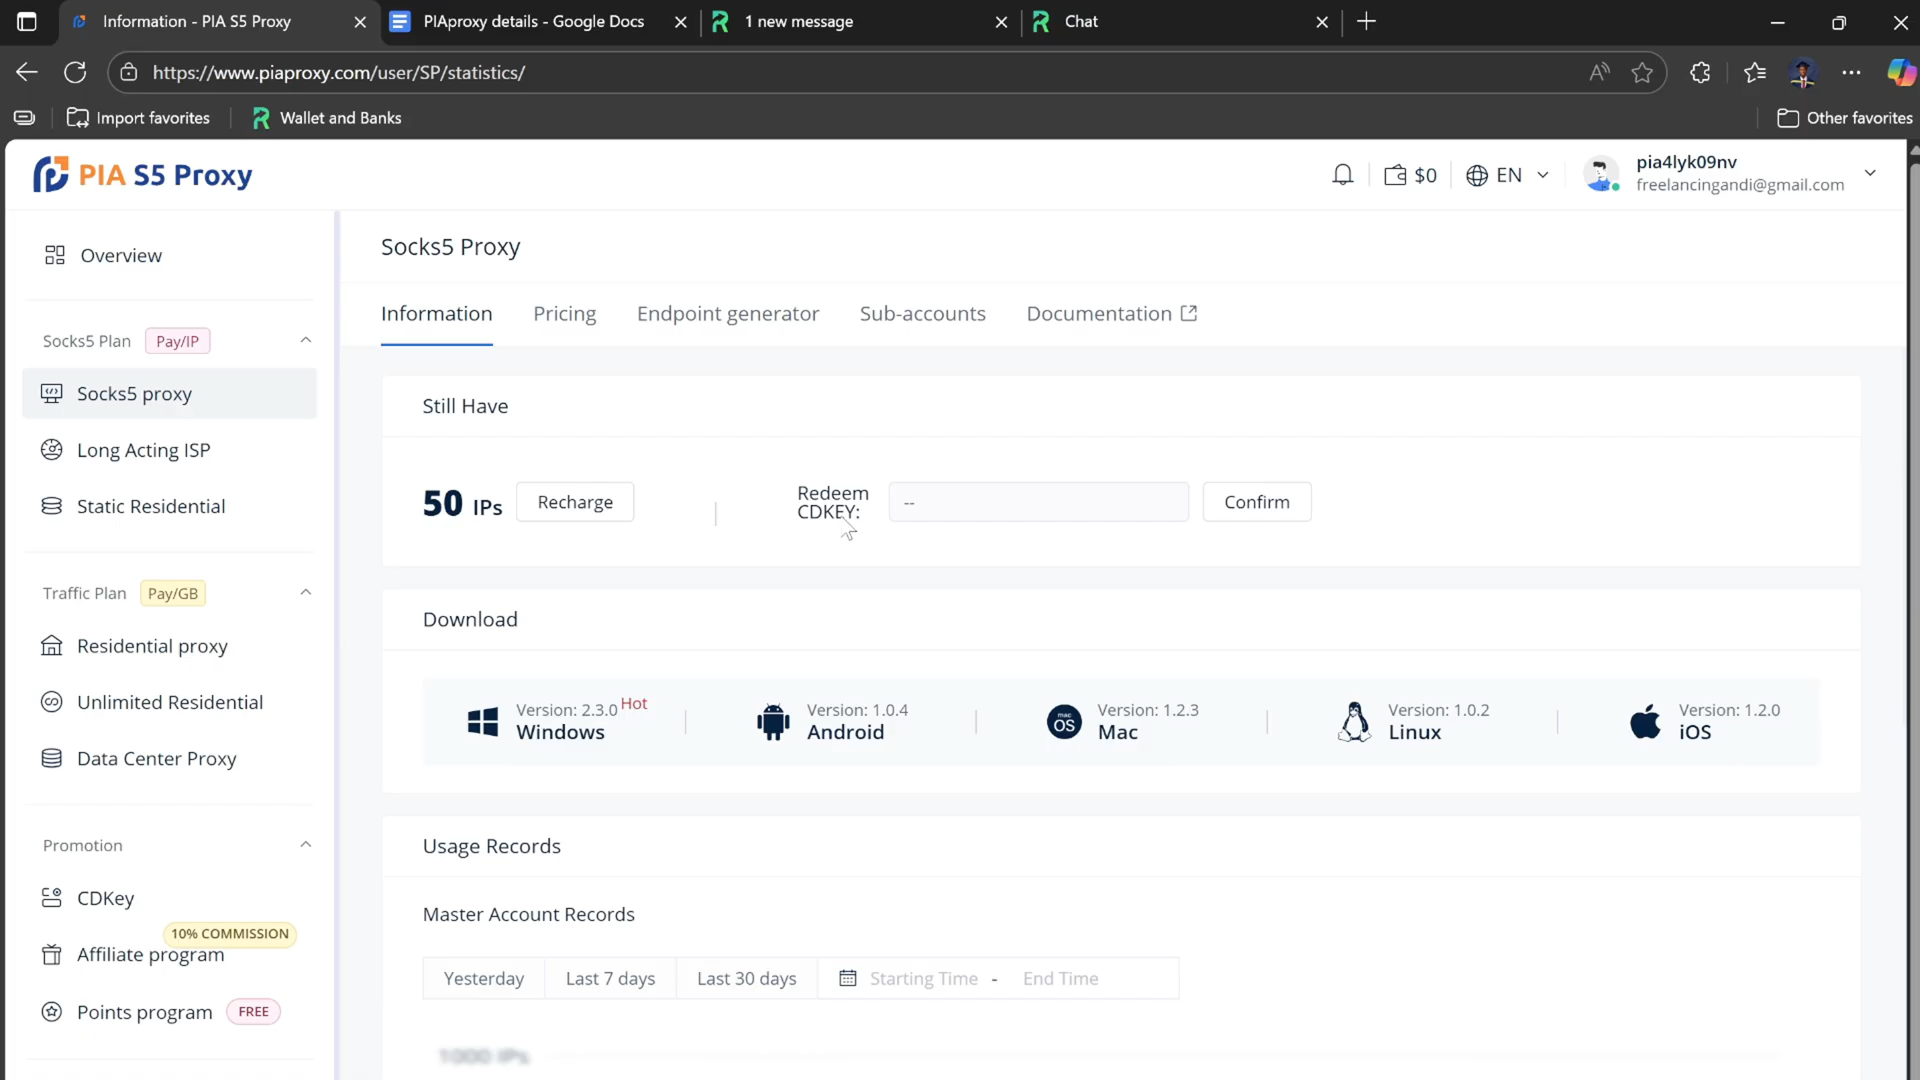 Information - PIA S5 Proxy
PIAproxy details - Google Docs
1 new message
Chat
https://www.piaproxy.com/user/SP/statistics/
Import favorites
Wallet and Banks
Other favorites
PIA S5 Proxy
$0
EN
pia4lyk09nv
freelancingandi@gmail.com
Overview
Socks5 Plan Pay/IP
Socks5 proxy
Long Acting ISP
Static Residential
Traffic Plan Pay/GB
Residential proxy
Unlimited Residential
Data Center Proxy
Promotion
CDKey
10% COMMISSION
Affiliate program
Points program FREE
Socks5 Proxy
Information Pricing Endpoint generator Sub-accounts Documentation
Still Have
50 IPs Recharge
Redeem
CDKEY:
--
Confirm
Download
Version: 2.3.0 Hot
Windows
Version: 1.0.4
Android
mac
OS
Version: 1.2.3
Mac
Version: 1.0.2
Linux
Version: 1.2.0
iOS
Usage Records
Master Account Records
Yesterday Last 7 days Last 30 days Starting Time - End Time
1000 IPs